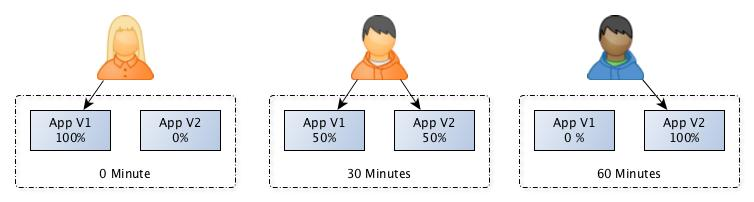 App V1
100%
App V2
0%
0 Minute
App V1
50%
App V2
50%
30 Minutes
App V1
0 %
App V2
100%
60 Minutes